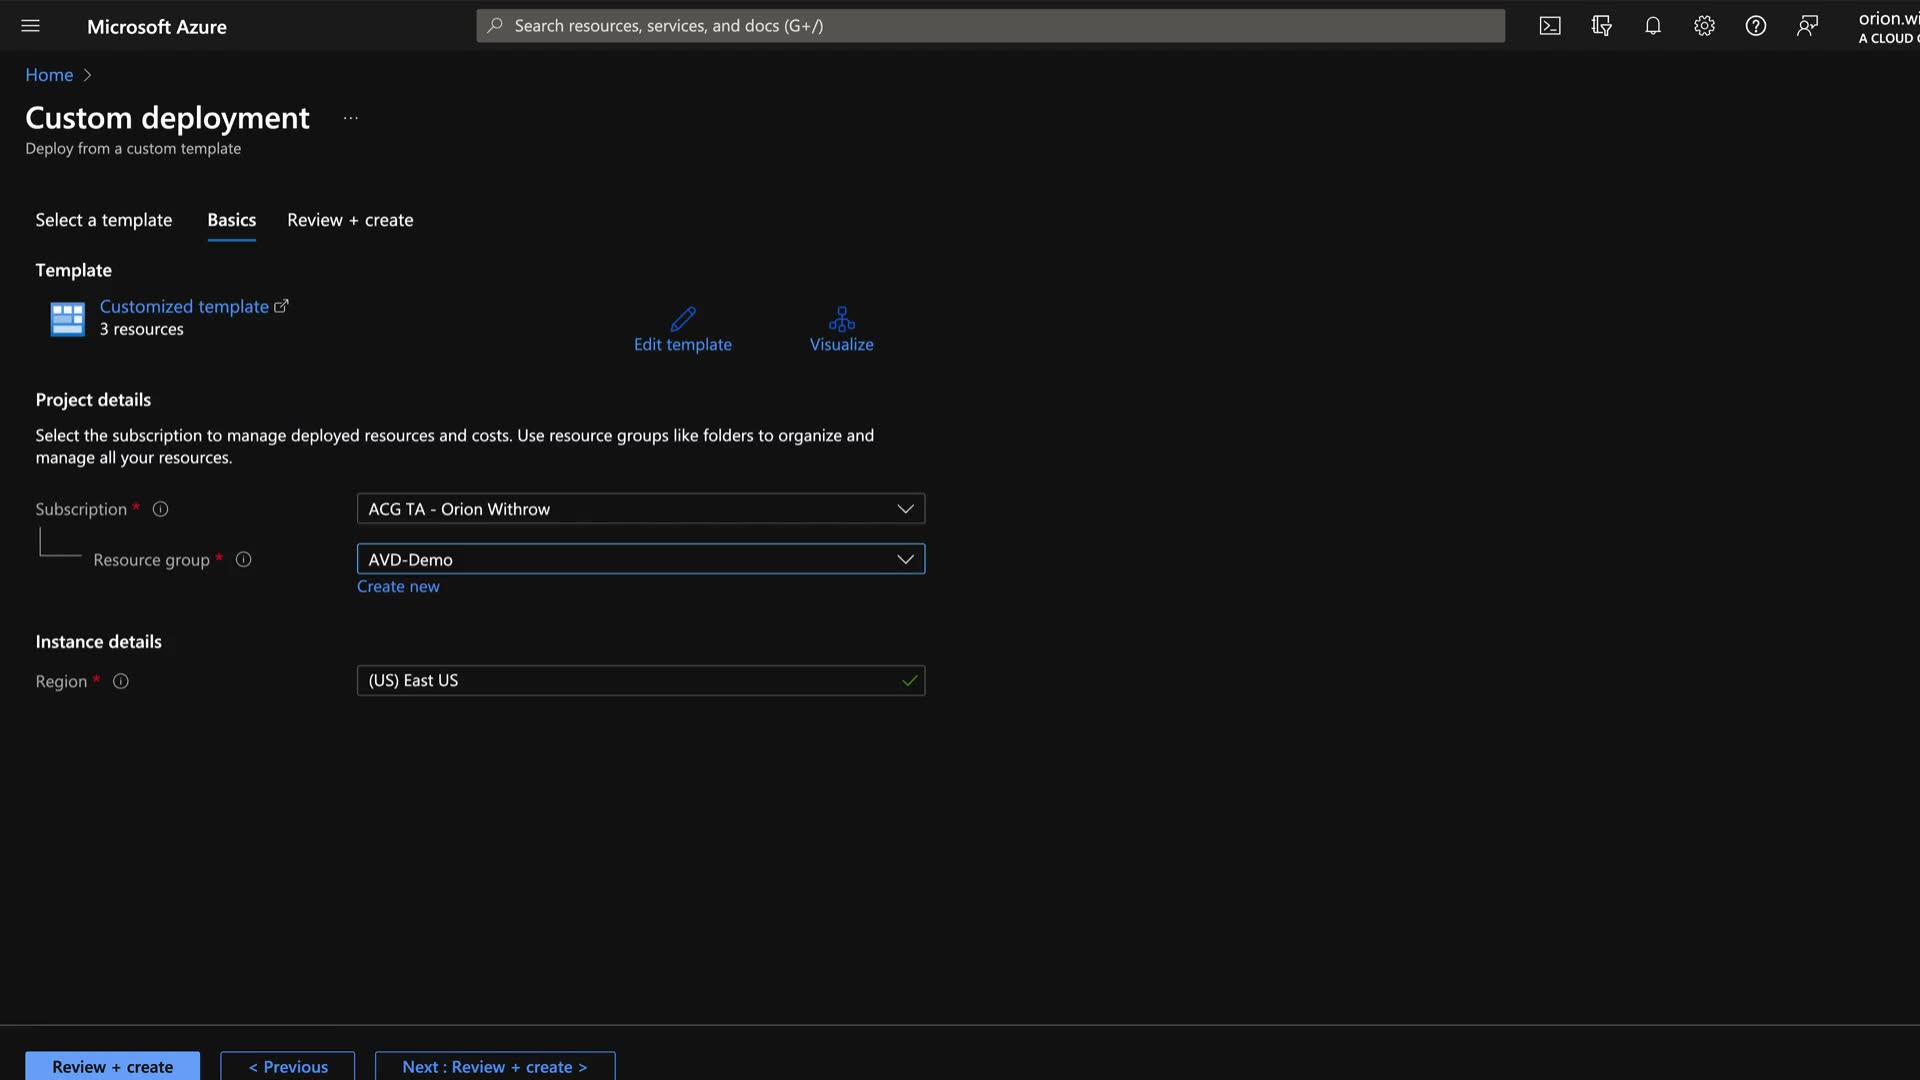 Microsoft Azure
Search resources, services, and docs (G+/)
orion.wi
A CLOUD
Home >
Custom deployment ...
Deploy from a custom template
Select a template
Basics
Review + create
Template
Customized template
3 resources
Edit template
Visualize
Project details
Select the subscription to manage deployed resources and costs. Use resource groups like folders to organize and
manage all your resources.
Subscription *
ACG TA - Orion Withrow
Resource group *
AVD-Demo
Create new
Instance details
Region *
(US) East US
Review + create
< Previous
Next : Review + create >